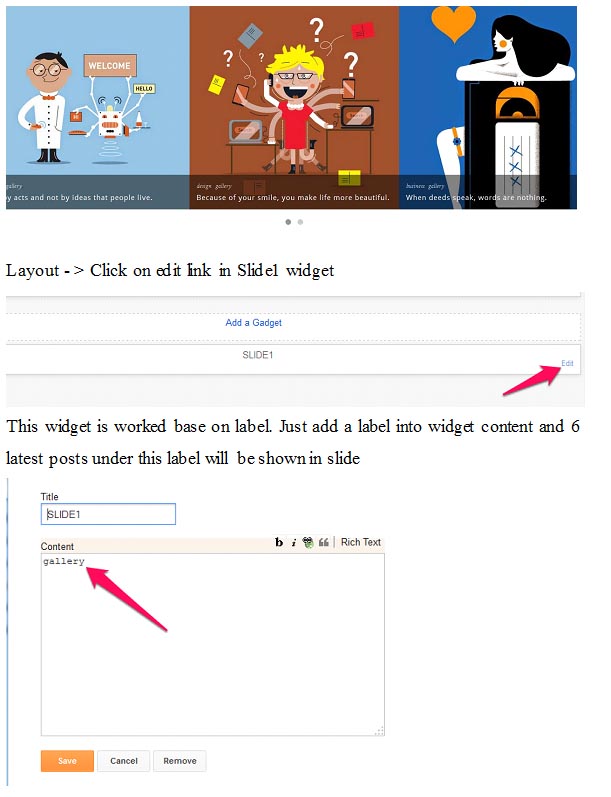 WELCOME
HELLO
? ? ? ?
gallery
y acts and not by ideas that people live.
design gallery
Because of your smile, you make life more beautiful.
business gallery
When deeds speak, words are nothing.
Layout - > Click on edit link in Slide1 widget
Add a Gadget
SLIDE1
Edit
This widget is worked base on label. Just add a label into widget content and 6
latest posts under this label will be shown in slide
Title
SLIDE1
Content
b i Rich Text
gallery
Save Cancel Remove